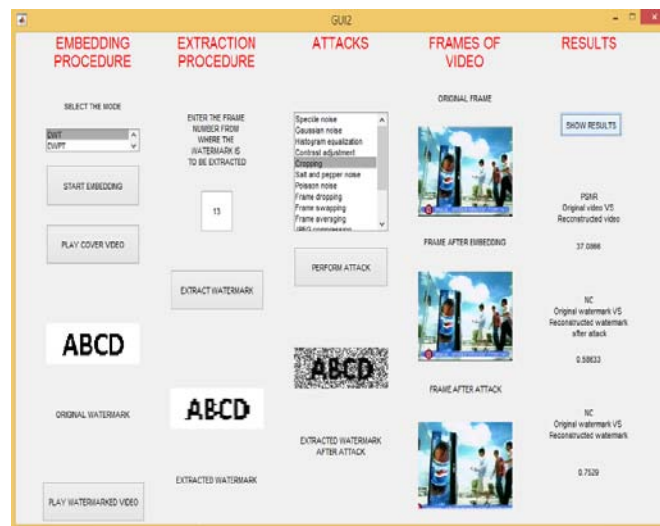 GUI2
EMBEDDING
PROCEDURE
SELECT THE MODE
DWT
DWPT
START EMBEDDING
PLAY COVER VIDEO
ABCD
ORIGINAL WATERMARK
PLAY WATERMARKED VIDEO
EXTRACTION
PROCEDURE
ENTER THE FRAME
NUMBER FROM
WHERE THE
WATERMARK IS
TO BE EXTRACTED
13
EXTRACT WATERMARK
ABCD
EXTRACTED WATERMARK
ATTACKS
Speckle noise
Gaussian noise
Histogram equalization
Contrast adjustment
Cropping
Salt and pepper noise
Poisson noise
Frame dropping
Frame swapping
Frame averaging
JPEG compression
PERFORM ATTACK
ABCD
EXTRACTED WATERMARK
AFTER ATTACK
FRAMES OF
VIDEO
ORIGINAL FRAME
FRAME AFTER EMBEDDING
FRAME AFTER ATTACK
RESULTS
SHOW RESULTS
PSNR
Original video VS
Reconstructed video
37.0886
NC
Original watermark VS
Reconstructed watermark
after attack
0.58633
NC
Original watermark VS
Reconstructed watermark
0.7529